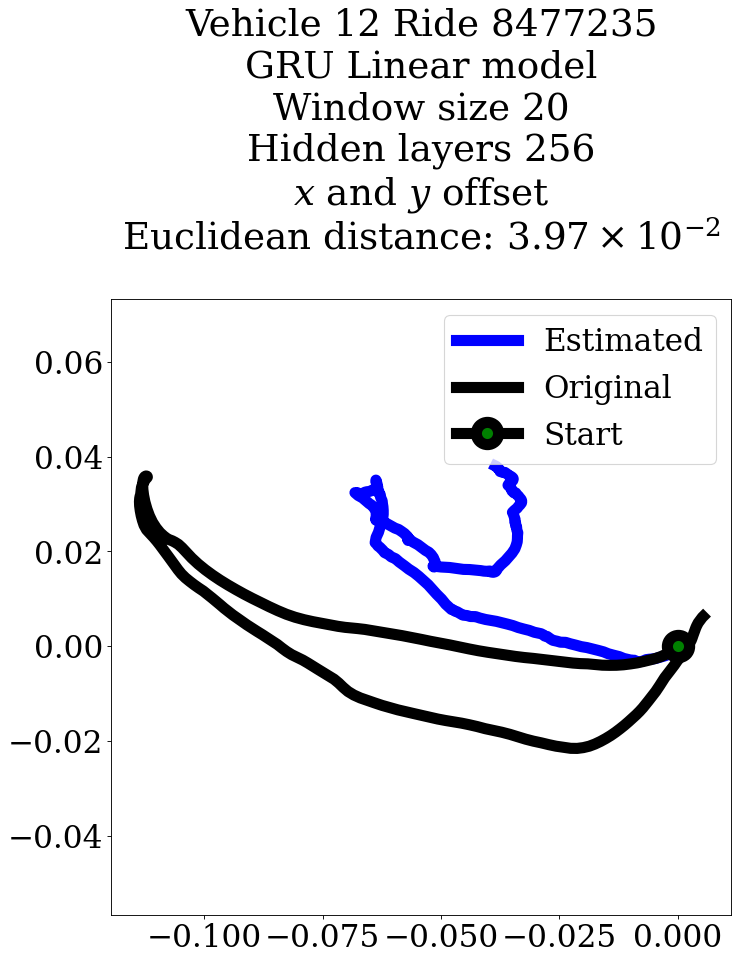 Vehicle 12 Ride 8477235
GRU Linear model
Window size 20
Hidden layers 256
x and y offset
Euclidean distance: 3.97 × 10⁻²
Estimated
Original
Start
0.06
0.04
0.02
0.00
−0.02
−0.04
−0.100 −0.075 −0.050 −0.025 0.000